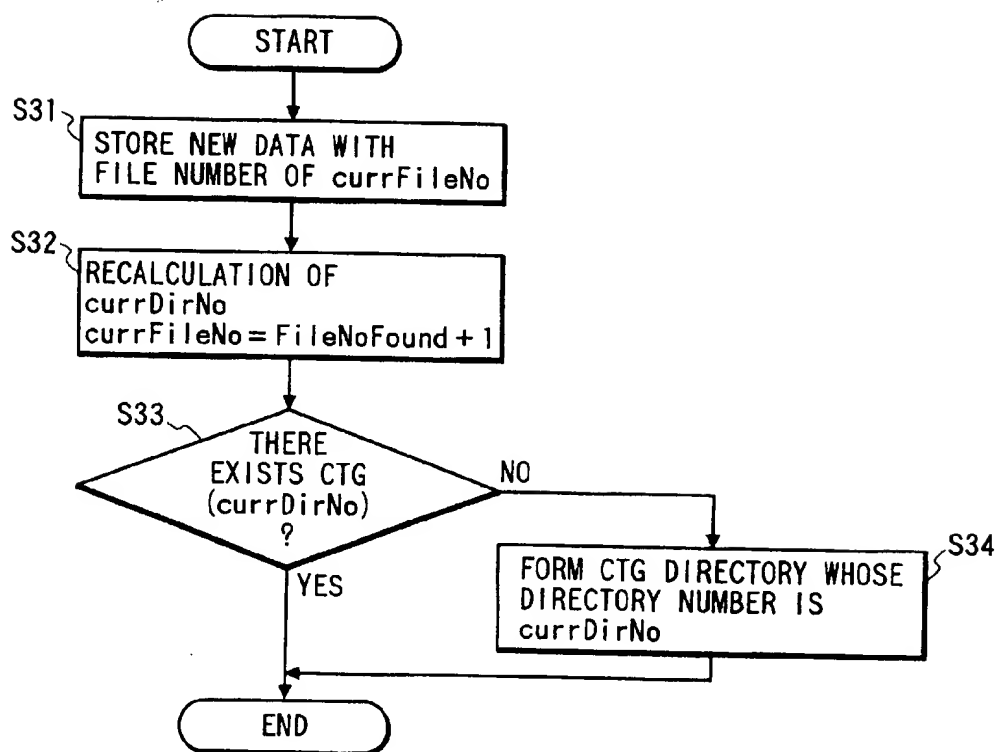 START
S31
STORE NEW DATA WITH
FILE NUMBER OF currFileNo
S32
RECALCULATION OF
currDirNo
currFileNo = FileNoFound + 1
S33
THERE
EXISTS CTG
(currDirNo)
?
NO
YES
S34
FORM CTG DIRECTORY WHOSE
DIRECTORY NUMBER IS
currDirNo
END